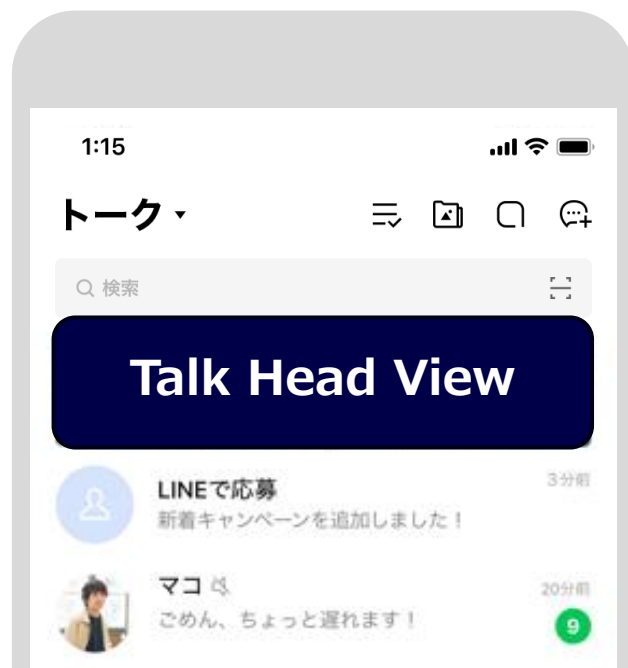 1:15
トーク
検索
Talk Head View
LINEで応募
3分前
新着キャンペーンを追加しました！
マコ
20分前
ごめん、ちょっと遅れます！
9